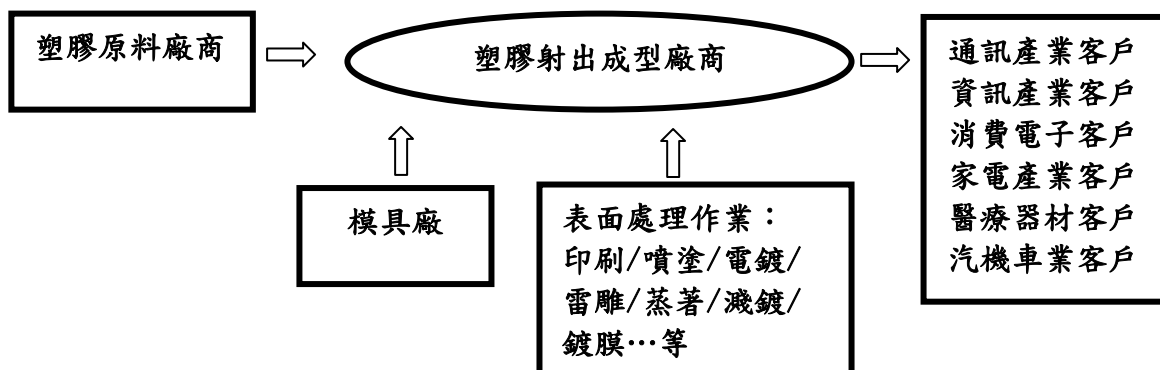 塑膠原料廠商
塑膠射出成型廠商
通訊產業客戶
資訊產業客戶
消費電子客戶
家電產業客戶
醫療器材客戶
汽機車業客戶
模具廠
表面處理作業：
印刷/噴塗/電鍍/
雷雕/蒸著/濺鍍/
鍍膜…等